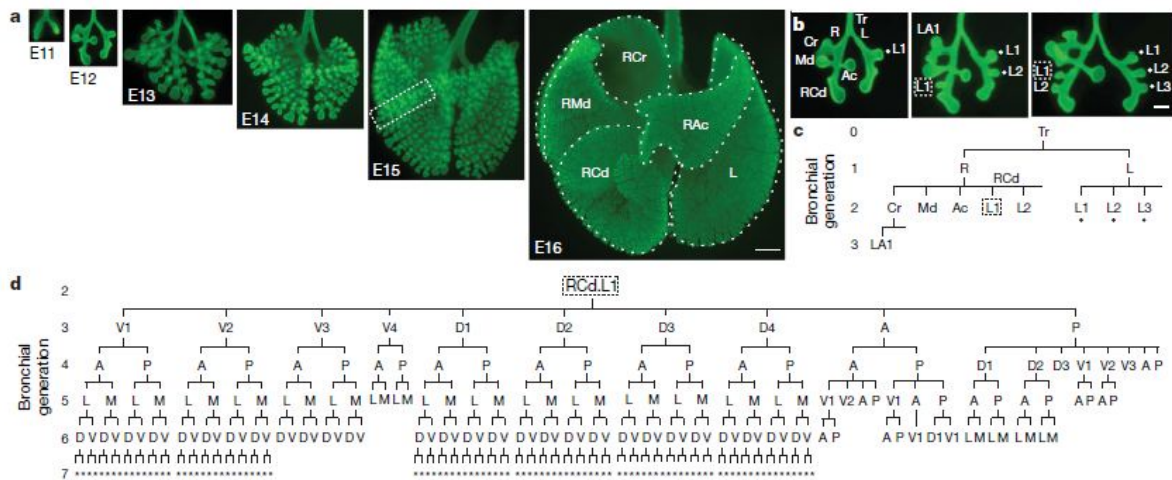 a
E11
E12
E13
E14
E15
RCr
RMd
RAc
RCd
L
E16
b
Tr
R L
Cr
Md
Ac
RCd
L1
LA1
L1
L2
L1
L1
L2
L3
L1
L2
c
Bronchial generation
0 Tr
1 R L
RCd
2 Cr Md Ac L1 L2 L1 L2 L3
* * *
3 LA1
d
Bronchial generation
2 RCd.L1
3 V1 V2 V3 V4 D1 D2 D3 D4 A P
4 A P A P A P A P A P A P A P A P A P D1 D2 D3 V1 V2 V3 A P
5 L M L M L M L M L M L M L M L M L M L M L M L M L M L M L M L M V1 V2 A P V1 A P A P A P A P A P
6 D V D V D V D V D V D V D V D V D V D V D V D V D V D V D V D V D V D V D V D V D V D V D V D V D V D V D V D V A P A P V1 D1 V1 L M L M L M L M
7 **************** **************** **************** **************** **************** ****************